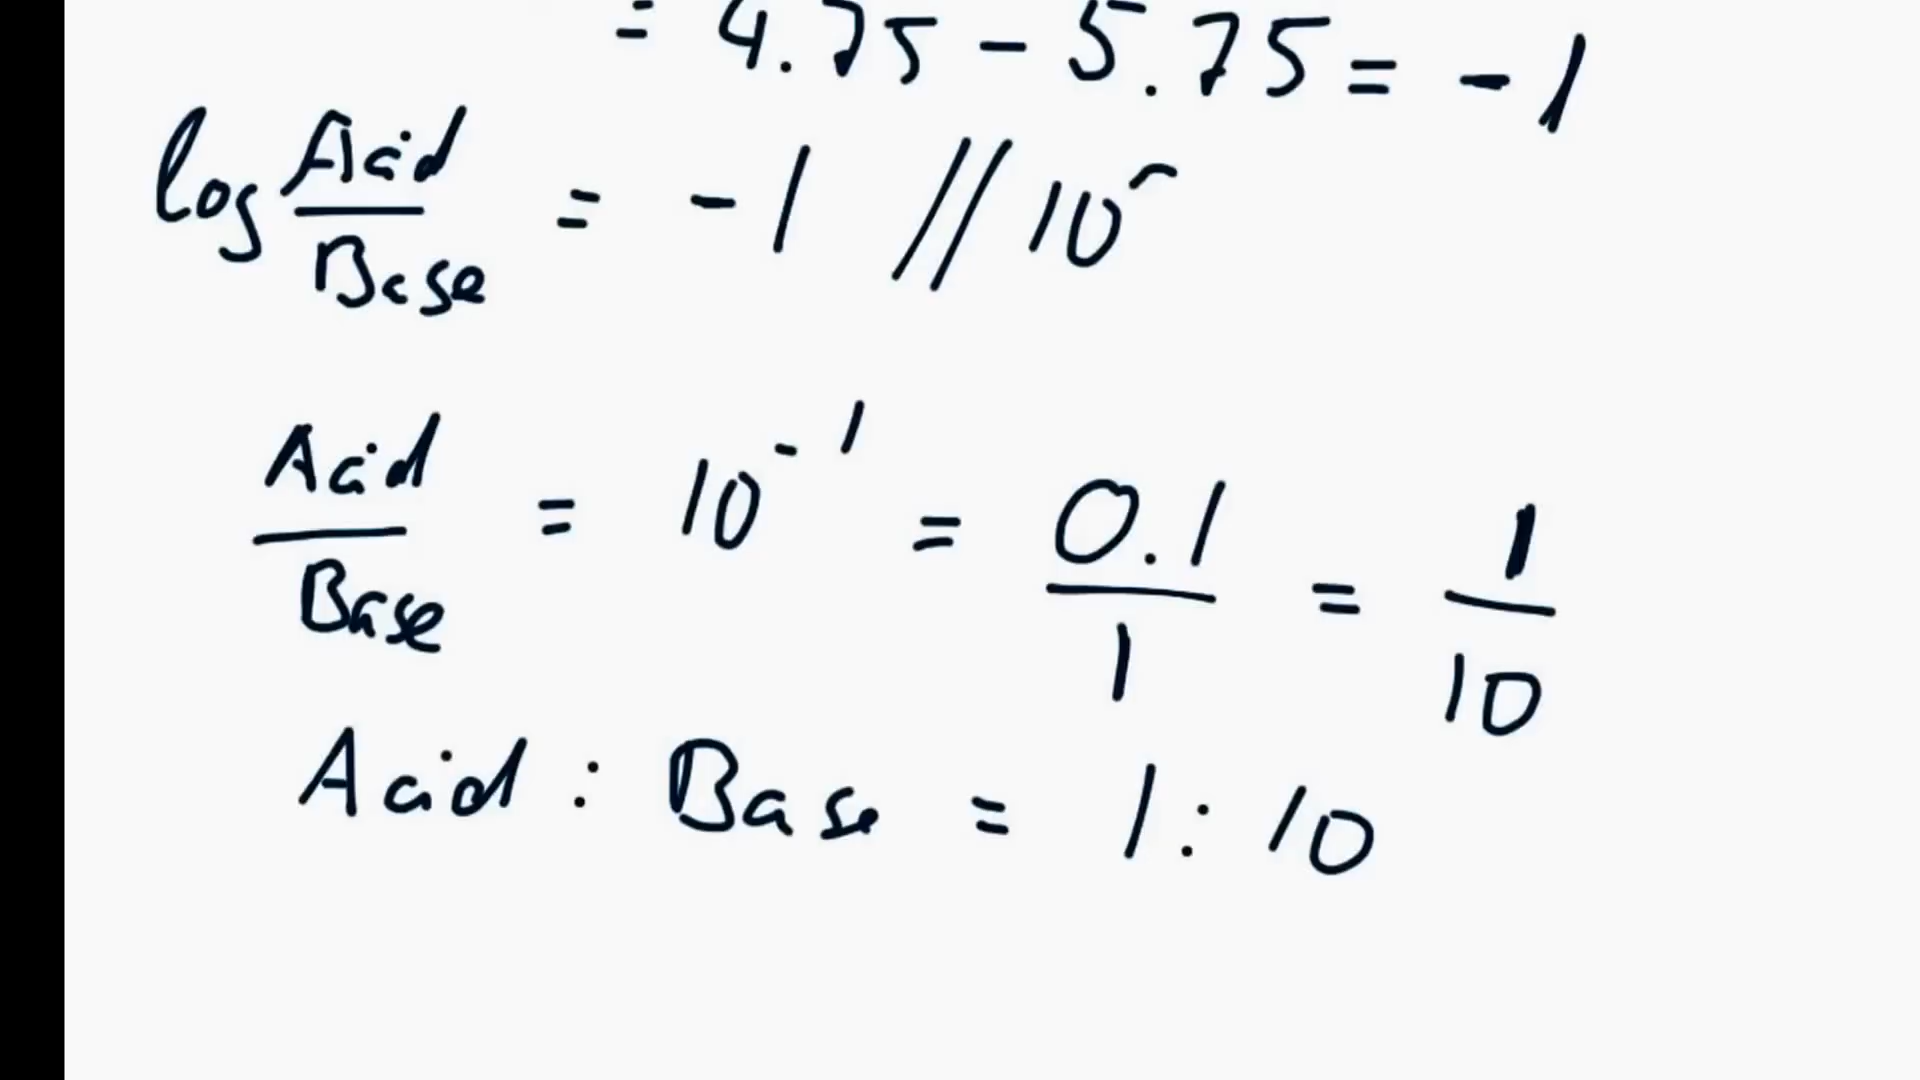 = 4.75 - 5.75 = -1
log Acid/Base = -1 // 10^
Acid/Base = 10^-1 = 0.1/1 = 1/10
Acid : Base = 1 : 10